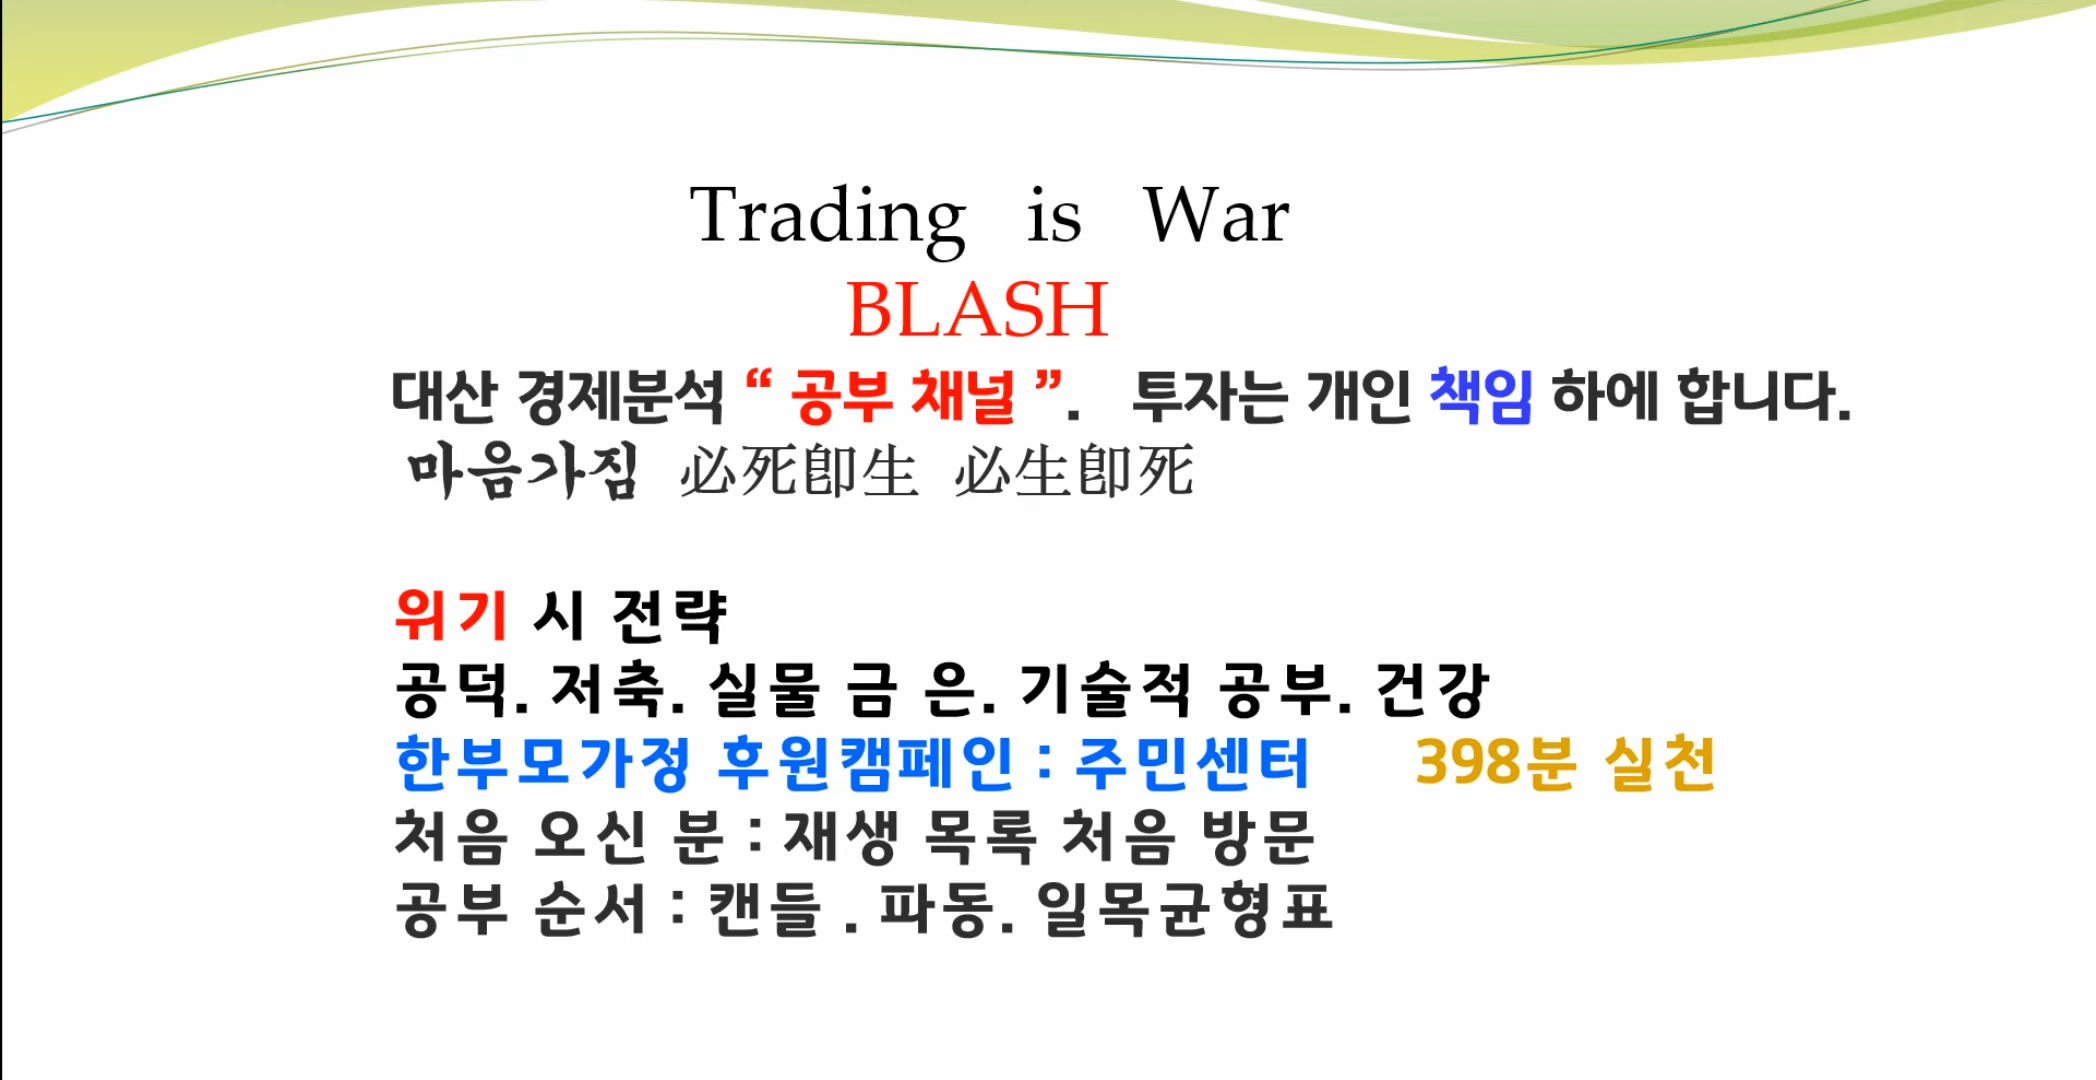 Trading is War
BLASH
대산 경제분석 “ 공부 채널 ”. 투자는 개인 책임 하에 합니다.
마음가짐 必死卽生 必生卽死
위기 시 전략
공덕. 저축. 실물 금 은. 기술적 공부. 건강
한부모가정 후원캠페인 : 주민센터 398분 실천
처음 오신 분 : 재생 목록 처음 방문
공부 순서 : 캔들 . 파동. 일목균형표